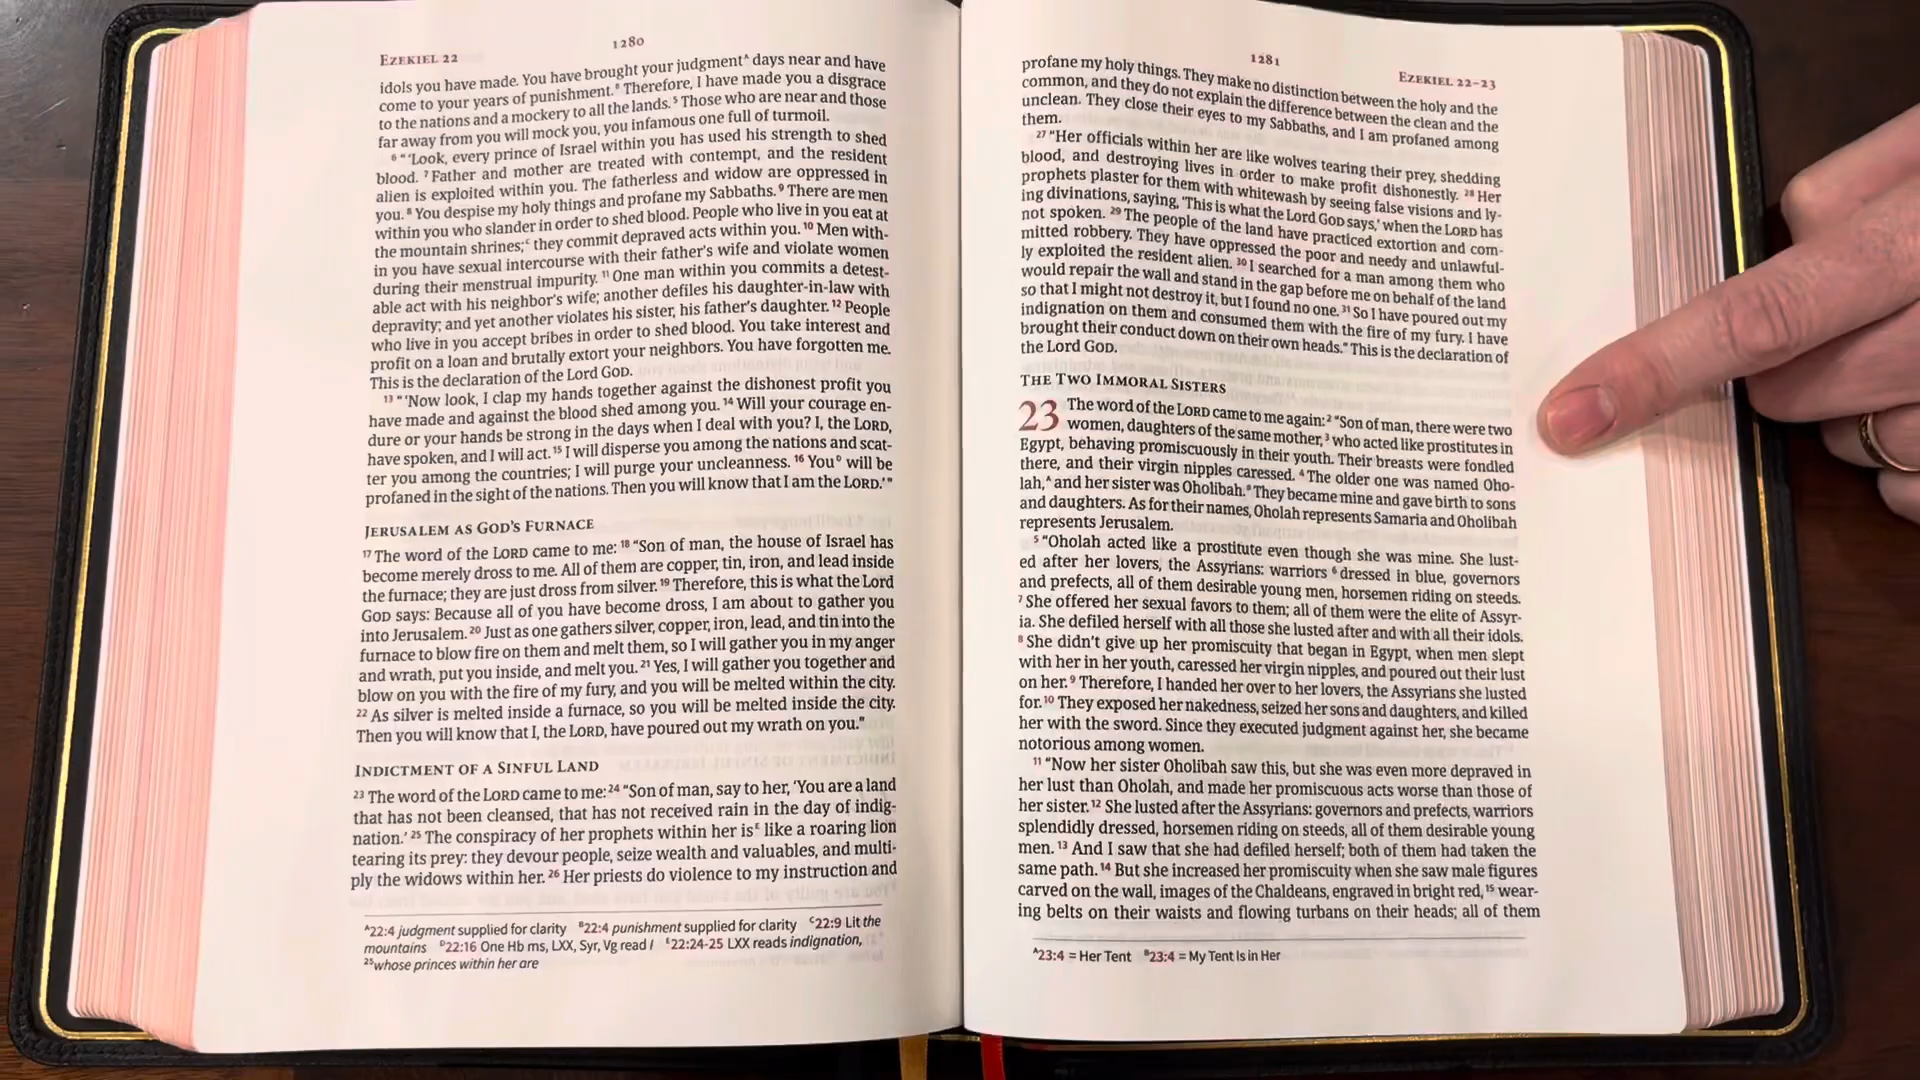 1280
EZEKIEL 22
idols you have made. You have brought your judgmentᴬ days near and have
come to your years of punishment.ᴮ Therefore, I have made you a disgrace
to the nations and a mockery to all the lands. ⁵ Those who are near and those
far away from you will mock you, you infamous one full of turmoil.
⁶ “‘Look, every prince of Israel within you has used his strength to shed
blood. ⁷ Father and mother are treated with contempt, and the resident
alien is exploited within you. The fatherless and widow are oppressed in
you. ⁸ You despise my holy things and profane my Sabbaths. ⁹ There are men
within you who slander in order to shed blood. People who live in you eat at
the mountain shrines;ᶜ they commit depraved acts within you. ¹⁰ Men with-
in you have sexual intercourse with their father's wife and violate women
during their menstrual impurity. ¹¹ One man within you commits a detest-
able act with his neighbor's wife; another defiles his daughter-in-law with
depravity; and yet another violates his sister, his father's daughter. ¹² People
who live in you accept bribes in order to shed blood. You take interest and
profit on a loan and brutally extort your neighbors. You have forgotten me.
This is the declaration of the Lord GOD.
¹³ “‘Now look, I clap my hands together against the dishonest profit you
have made and against the blood shed among you. ¹⁴ Will your courage en-
dure or your hands be strong in the days when I deal with you? I, the LORD,
have spoken, and I will act. ¹⁵ I will disperse you among the nations and scat-
ter you among the countries; I will purge your uncleanness. ¹⁶ Youᴰ will be
profaned in the sight of the nations. Then you will know that I am the LORD.’”
JERUSALEM AS GOD'S FURNACE
¹⁷ The word of the LORD came to me: ¹⁸ “Son of man, the house of Israel has
become merely dross to me. All of them are copper, tin, iron, and lead inside
the furnace; they are just dross from silver. ¹⁹ Therefore, this is what the Lord
GOD says: Because all of you have become dross, I am about to gather you
into Jerusalem. ²⁰ Just as one gathers silver, copper, iron, lead, and tin into the
furnace to blow fire on them and melt them, so I will gather you in my anger
and wrath, put you inside, and melt you. ²¹ Yes, I will gather you together and
blow on you with the fire of my fury, and you will be melted within the city.
²² As silver is melted inside a furnace, so you will be melted inside the city.
Then you will know that I, the LORD, have poured out my wrath on you.”
INDICTMENT OF A SINFUL LAND
²³ The word of the LORD came to me: ²⁴ “Son of man, say to her, ‘You are a land
that has not been cleansed, that has not received rain in the day of indig-
nation.’ ²⁵ The conspiracy of her prophets within her isᴱ like a roaring lion
tearing its prey: they devour people, seize wealth and valuables, and multi-
ply the widows within her. ²⁶ Her priests do violence to my instruction and
ᴬ22:4 judgment supplied for clarity ᴮ22:4 punishment supplied for clarity ᶜ22:9 Lit the
mountains ᴰ22:16 One Hb ms, LXX, Syr, Vg read I ᴱ22:24-25 LXX reads indignation,
²⁵whose princes within her are
1281
EZEKIEL 22–23
profane my holy things. They make no distinction between the holy and the
common, and they do not explain the difference between the clean and the
unclean. They close their eyes to my Sabbaths, and I am profaned among
them.
²⁷ “Her officials within her are like wolves tearing their prey, shedding
blood, and destroying lives in order to make profit dishonestly. ²⁸ Her
prophets plaster for them with whitewash by seeing false visions and ly-
ing divinations, saying, ‘This is what the Lord GOD says,’ when the LORD has
not spoken. ²⁹ The people of the land have practiced extortion and com-
mitted robbery. They have oppressed the poor and needy and unlawful-
ly exploited the resident alien. ³⁰ I searched for a man among them who
would repair the wall and stand in the gap before me on behalf of the land
so that I might not destroy it, but I found no one. ³¹ So I have poured out my
indignation on them and consumed them with the fire of my fury. I have
brought their conduct down on their own heads.” This is the declaration of
the Lord GOD.
THE TWO IMMORAL SISTERS
23 The word of the LORD came to me again: ² “Son of man, there were two
women, daughters of the same mother, ³ who acted like prostitutes in
Egypt, behaving promiscuously in their youth. Their breasts were fondled
there, and their virgin nipples caressed. ⁴ The older one was named Oho-
lah,ᴬ and her sister was Oholibah.ᴮ They became mine and gave birth to sons
and daughters. As for their names, Oholah represents Samaria and Oholibah
represents Jerusalem.
⁵ “Oholah acted like a prostitute even though she was mine. She lust-
ed after her lovers, the Assyrians: warriors ⁶ dressed in blue, governors
and prefects, all of them desirable young men, horsemen riding on steeds.
⁷ She offered her sexual favors to them; all of them were the elite of Assyr-
ia. She defiled herself with all those she lusted after and with all their idols.
⁸ She didn't give up her promiscuity that began in Egypt, when men slept
with her in her youth, caressed her virgin nipples, and poured out their lust
on her. ⁹ Therefore, I handed her over to her lovers, the Assyrians she lusted
for. ¹⁰ They exposed her nakedness, seized her sons and daughters, and killed
her with the sword. Since they executed judgment against her, she became
notorious among women.
¹¹ “Now her sister Oholibah saw this, but she was even more depraved in
her lust than Oholah, and made her promiscuous acts worse than those of
her sister. ¹² She lusted after the Assyrians: governors and prefects, warriors
splendidly dressed, horsemen riding on steeds, all of them desirable young
men. ¹³ And I saw that she had defiled herself; both of them had taken the
same path. ¹⁴ But she increased her promiscuity when she saw male figures
carved on the wall, images of the Chaldeans, engraved in bright red, ¹⁵ wear-
ing belts on their waists and flowing turbans on their heads; all of them
ᴬ23:4 = Her Tent ᴮ23:4 = My Tent Is in Her